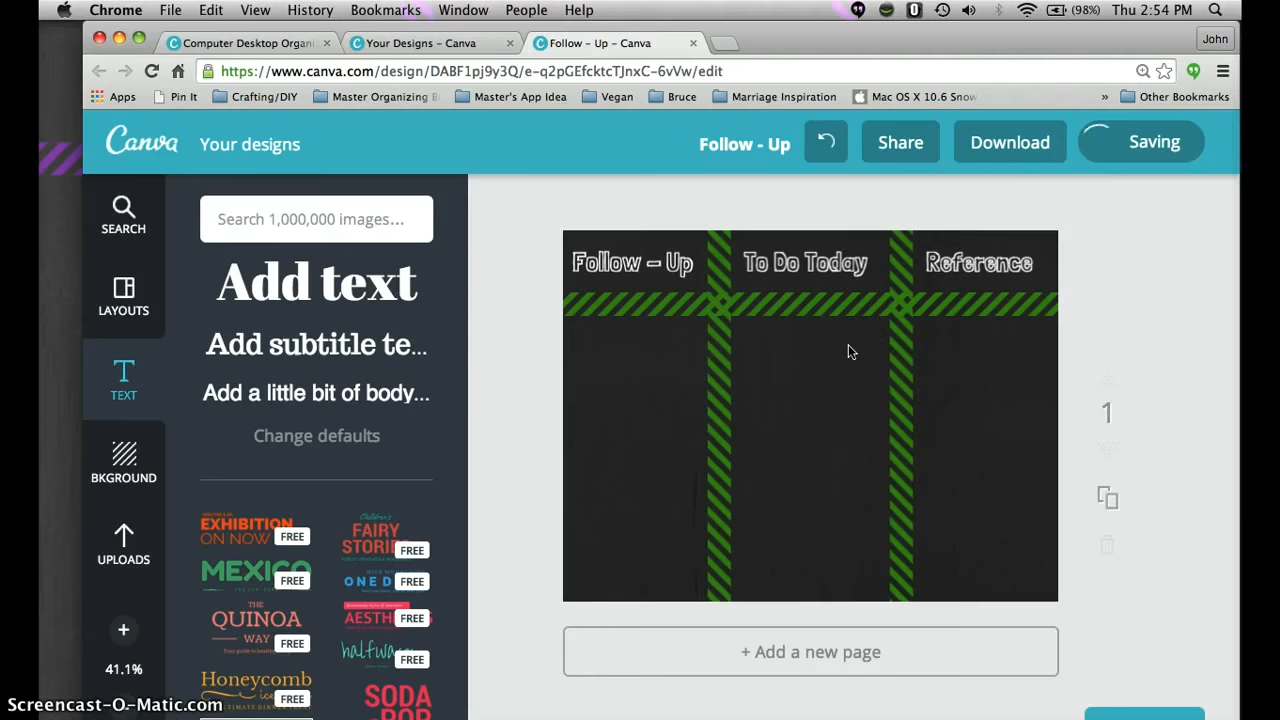 Chrome File Edit View History Bookmarks Window People Help (98%) Thu 2:54 PM
Computer Desktop Organi Your Designs – Canva Follow – Up – Canva John
https://www.canva.com/design/DABF1pj9y3Q/e-q2pGEfcktcTJnxC-6vVw/edit
Apps Pin It Crafting/DIY Master Organizing B Master's App Idea Vegan Bruce Marriage Inspiration Mac OS X 10.6 Snow » Other Bookmarks
Canva Your designs Follow - Up Share Download Saving
SEARCH
LAYOUTS
TEXT
BKGROUND
UPLOADS
+
41.1%
Search 1,000,000 images...
Add text
Add subtitle te...
Add a little bit of body...
Change defaults
EXHIBITION
ON NOW
FREE
Children's
FAIRY
STORIES
FREE
MEXICO
FREE
ONE D
FREE
THE
QUINOA
WAY
FREE
AESTHE
FREE
halfwa
FREE
Honeycomb
FREE
SODA
POP
Follow – Up To Do Today Reference
1
+ Add a new page
Screencast-O-Matic.com